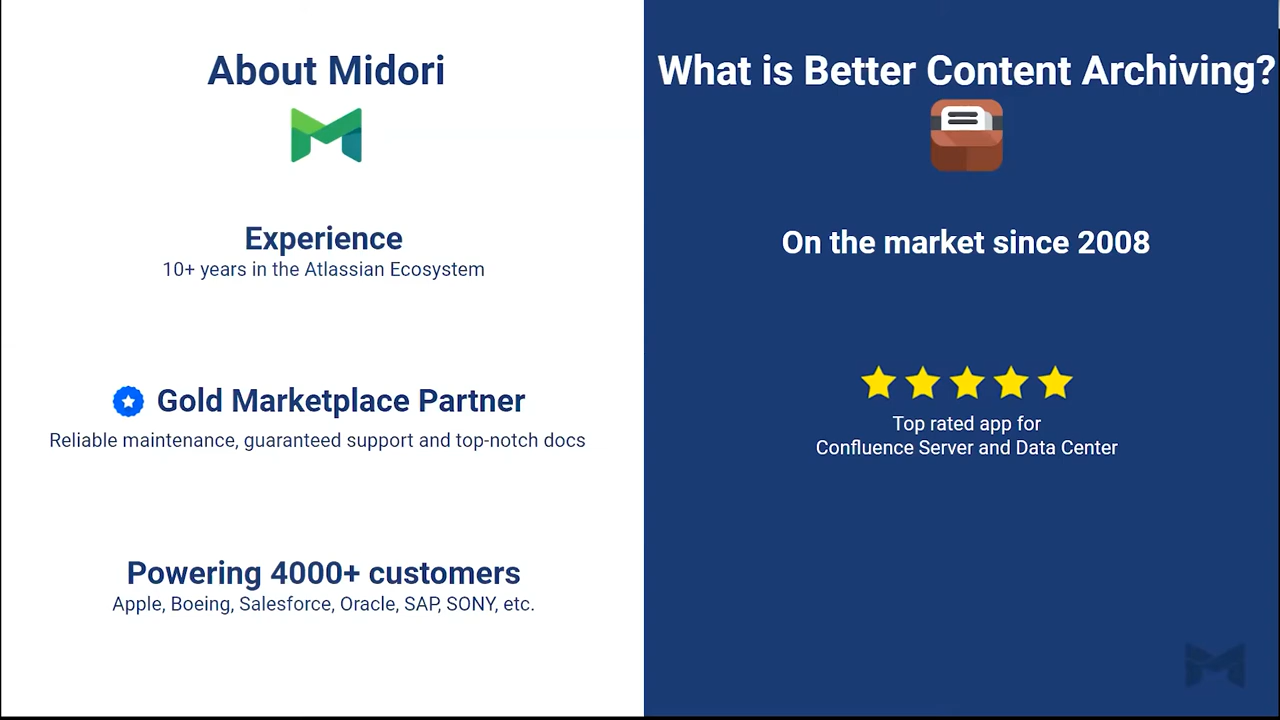 About Midori
Experience
10+ years in the Atlassian Ecosystem
Gold Marketplace Partner
Reliable maintenance, guaranteed support and top-notch docs
Powering 4000+ customers
Apple, Boeing, Salesforce, Oracle, SAP, SONY, etc.
What is Better Content Archiving?
On the market since 2008
Top rated app for
Confluence Server and Data Center